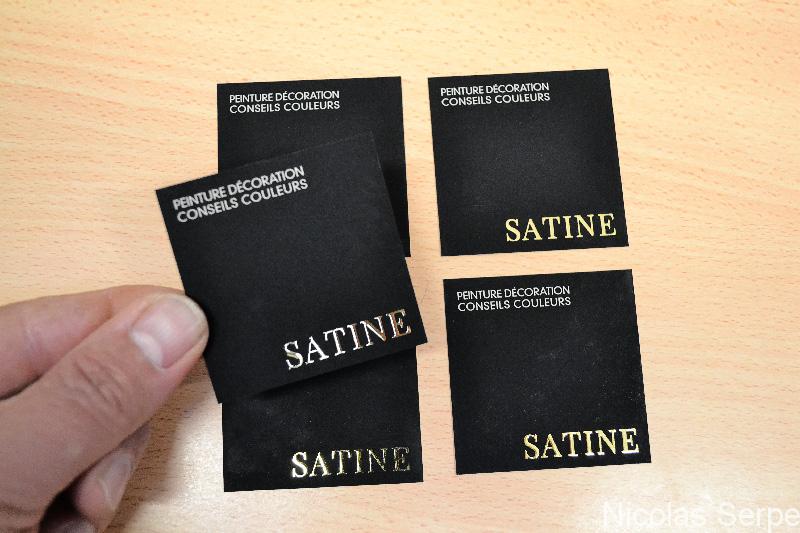 PEINTURE DÉCORATION
CONSEILS COULEURS
PEINTURE DÉCORATION
CONSEILS COULEURS
SATINE
PEINTURE DÉCORATION
CONSEILS COULEURS
SATINE
PEINTURE DÉCORATION
CONSEILS COULEURS
SATINE
SATINE
Nicolas Serpe